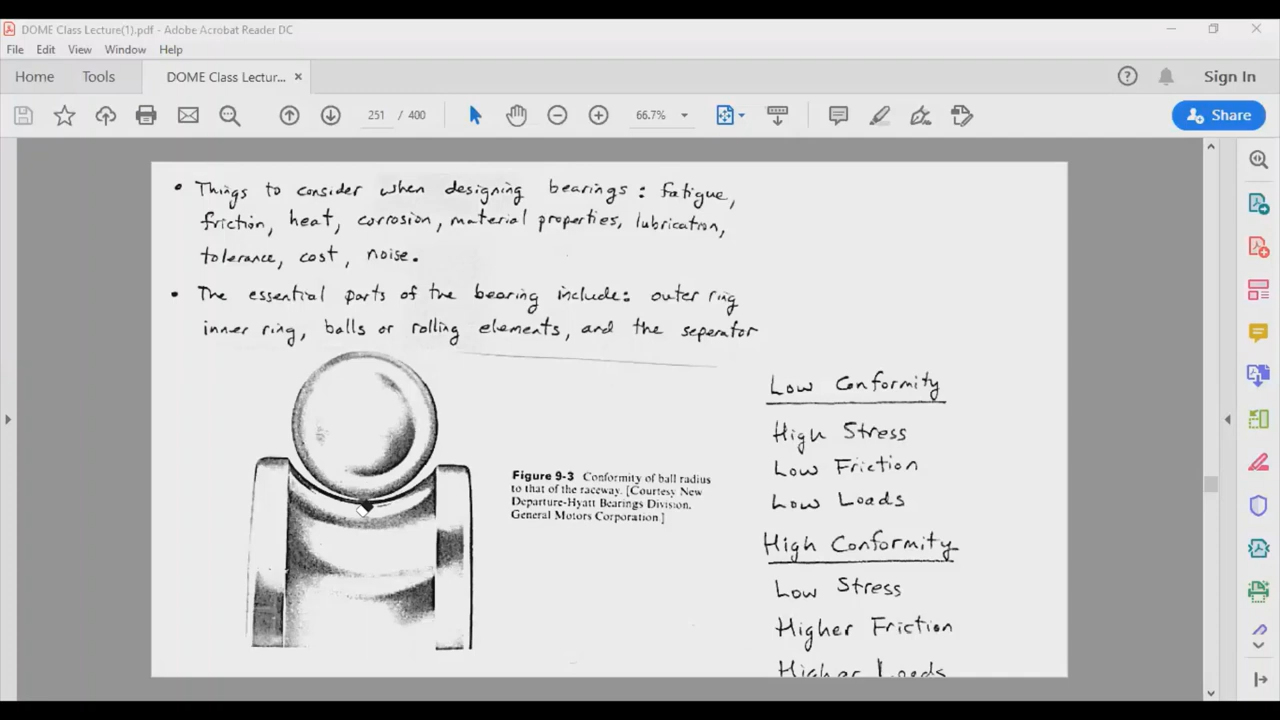 DOME Class Lecture(1).pdf - Adobe Acrobat Reader DC
File Edit View Window Help
Home Tools DOME Class Lectur... × Sign In
251 / 400 66.7% Share
• Things to consider when designing bearings : fatigue,
friction, heat, corrosion, material properties, lubrication,
tolerance, cost, noise.
• The essential parts of the bearing include: outer ring
inner ring, balls or rolling elements, and the seperator
Figure 9-3 Conformity of ball radius
to that of the raceway. [Courtesy New
Departure-Hyatt Bearings Division,
General Motors Corporation.]
Low Conformity
High Stress
Low Friction
Low Loads
High Conformity
Low Stress
Higher Friction
Higher Loads